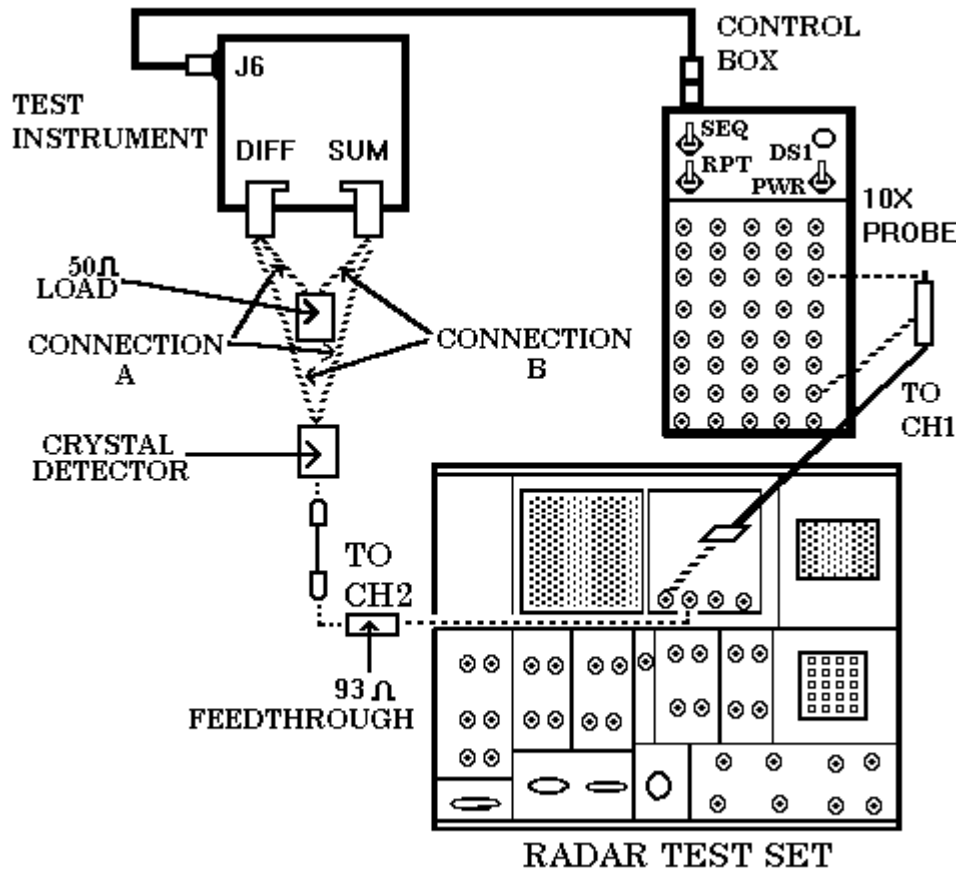 CONTROL
BOX
J6
TEST
INSTRUMENT
DIFF SUM
SEQ
RPT
DS1
PWR
10X
PROBE
50Ω
LOAD
CONNECTION
A
CONNECTION
B
TO
CH1
CRYSTAL
DETECTOR
TO
CH2
93 Ω
FEEDTHROUGH
RADAR TEST SET